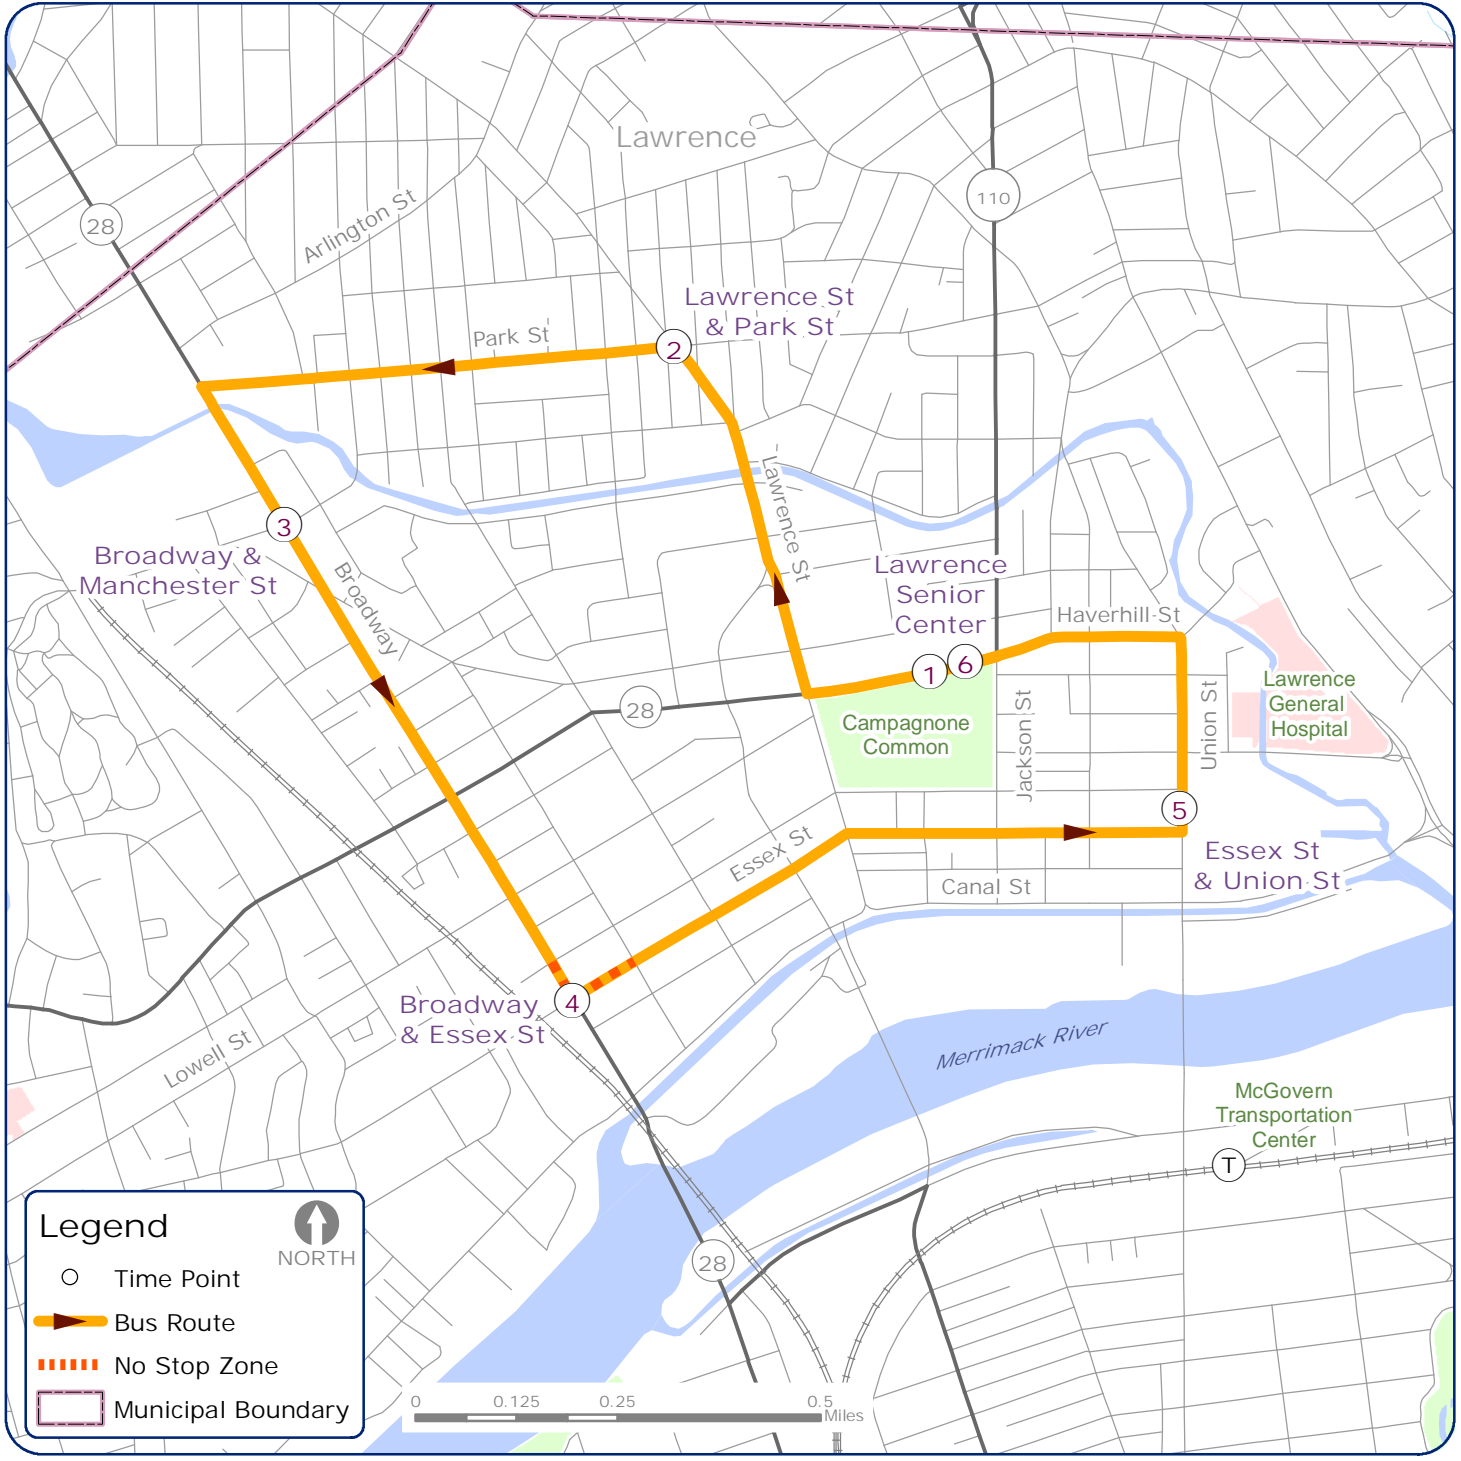 Lawrence
110
28
Arlington St
Lawrence St
& Park St
Park St
2
Lawrence St
3
Broadway &
Manchester St
Broadway
Lawrence
Senior
Center
Haverhill St
1
6
28
Campagnone
Common
Jackson St
Union St
Lawrence
General
Hospital
5
Essex St
Essex St
& Union St
Canal St
Broadway
& Essex St
4
Lowell St
Merrimack River
McGovern
Transportation
Center
T
28
Legend
NORTH
Time Point
Bus Route
No Stop Zone
Municipal Boundary
0
0.125
0.25
0.5
Miles